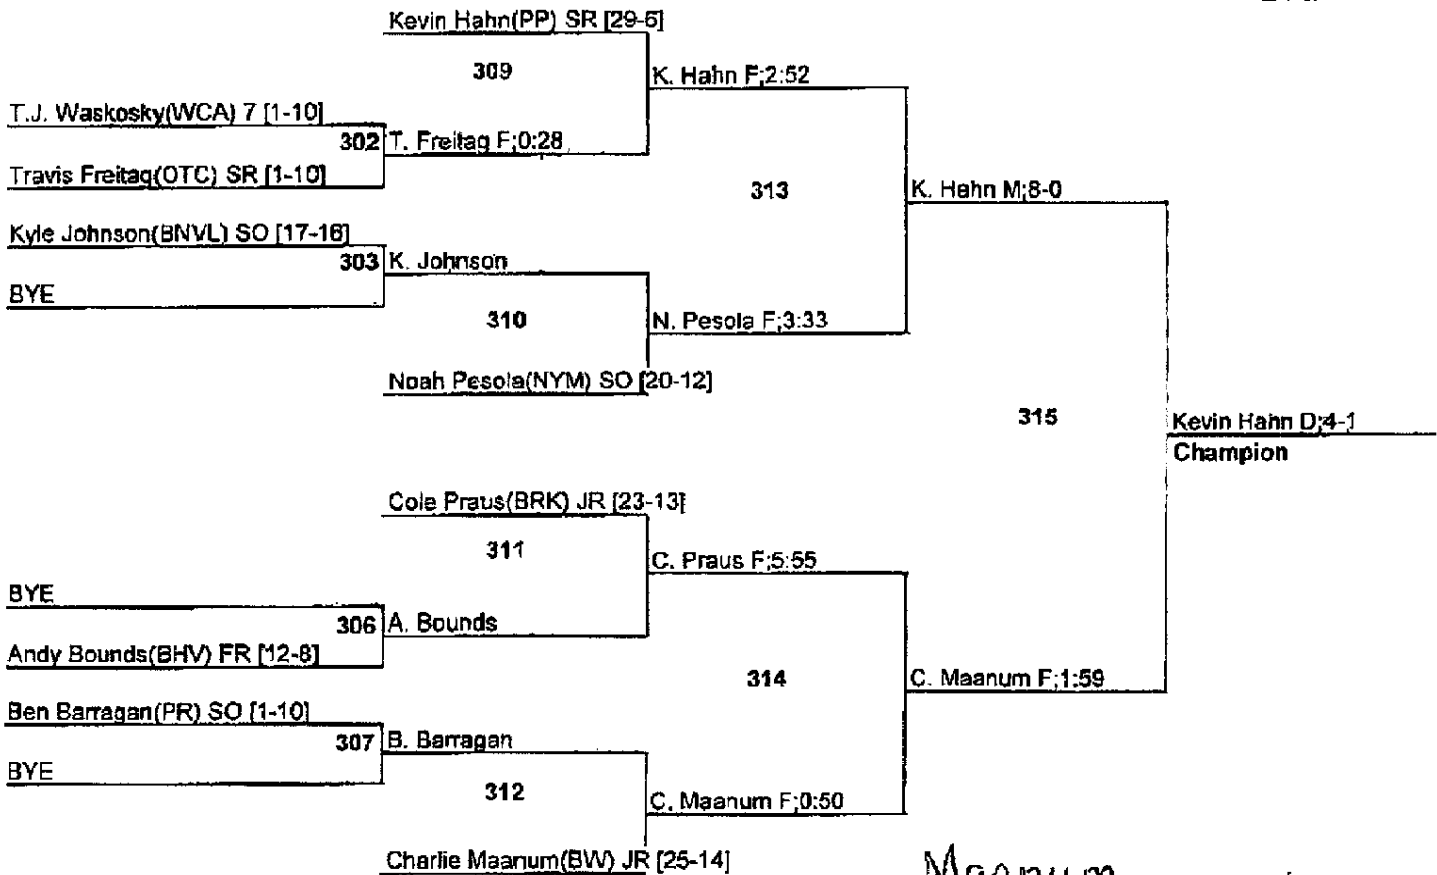 Kevin Hahn(PP) SR [29-6]
309
K. Hahn F;2:52
T.J. Waskosky(WCA) 7 [1-10]
302 T. Freitag F;0:28
Travis Freitag(OTC) SR [1-10]
313
K. Hahn M;8-0
Kyle Johnson(BNVL) SO [17-16]
303 K. Johnson
BYE
310
N. Pesola F;3:33
Noah Pesola(NYM) SO [20-12]
315
Kevin Hahn D;4-1
Champion
Cole Praus(BRK) JR [23-13]
311
C. Praus F;5:55
BYE
306 A. Bounds
Andy Bounds(BHV) FR [12-8]
314
C. Maanum F;1:59
Ben Barragan(PR) SO [1-10]
307 B. Barragan
BYE
312
C. Maanum F;0:50
Charlie Maanum(BW) JR [25-14]
Maanum